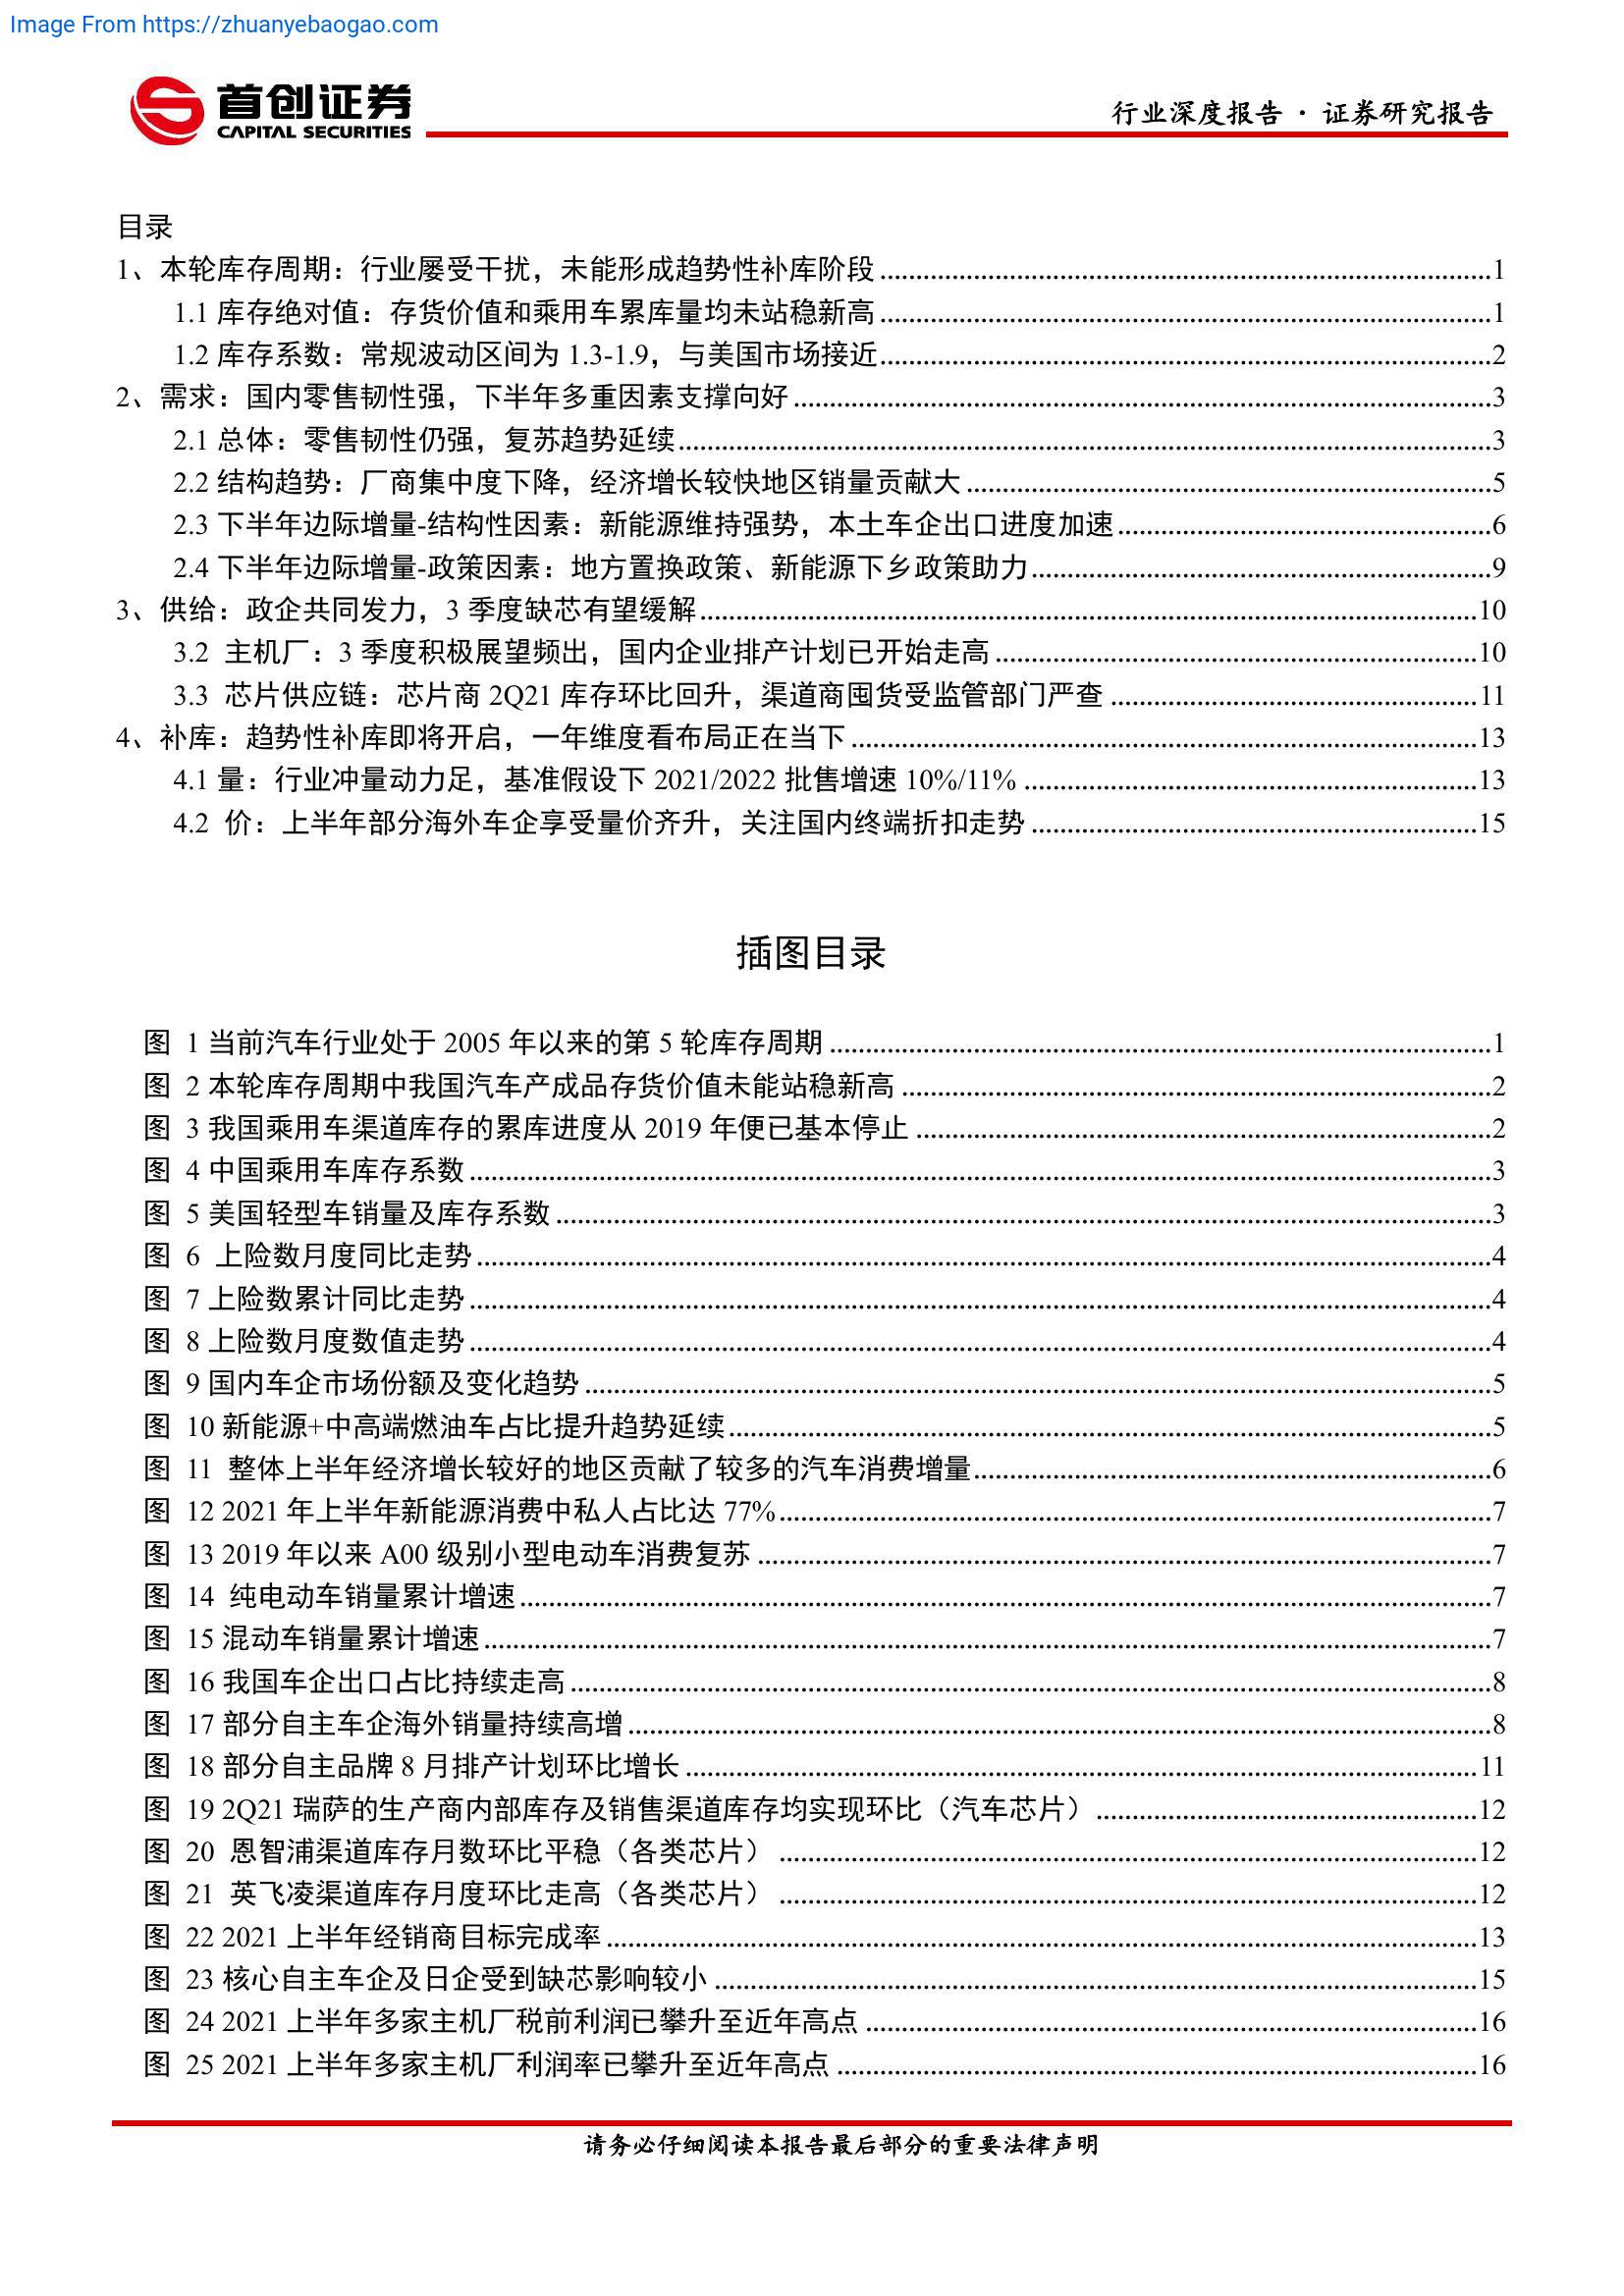 Image From https://zhuanyebaogao.com
首创证券
CAPITAL SECURITIES
行业深度报告 · 证券研究报告
目录
1、本轮库存周期：行业屡受干扰，未能形成趋势性补库阶段..........1
1.1 库存绝对值：存货价值和乘用车累库量均未站稳新高..........1
1.2 库存系数：常规波动区间为 1.3-1.9，与美国市场接近..........2
2、需求：国内零售韧性强，下半年多重因素支撑向好..........3
2.1 总体：零售韧性仍强，复苏趋势延续..........3
2.2 结构趋势：厂商集中度下降，经济增长较快地区销量贡献大..........5
2.3 下半年边际增量-结构性因素：新能源维持强势，本土车企出口进度加速..........6
2.4 下半年边际增量-政策因素：地方置换政策、新能源下乡政策助力..........9
3、供给：政企共同发力，3 季度缺芯有望缓解..........10
3.2 主机厂：3 季度积极展望频出，国内企业排产计划已开始走高..........10
3.3 芯片供应链：芯片商 2Q21 库存环比回升，渠道商囤货受监管部门严查..........11
4、补库：趋势性补库即将开启，一年维度看布局正在当下..........13
4.1 量：行业冲量动力足，基准假设下 2021/2022 批售增速 10%/11%..........13
4.2 价：上半年部分海外车企享受量价齐升，关注国内终端折扣走势..........15
插图目录
图 1 当前汽车行业处于 2005 年以来的第 5 轮库存周期..........1
图 2 本轮库存周期中我国汽车产成品存货价值未能站稳新高..........2
图 3 我国乘用车渠道库存的累库进度从 2019 年便已基本停止..........2
图 4 中国乘用车库存系数..........3
图 5 美国轻型车销量及库存系数..........3
图 6 上险数月度同比走势..........4
图 7 上险数累计同比走势..........4
图 8 上险数月度数值走势..........4
图 9 国内车企市场份额及变化趋势..........5
图 10 新能源+中高端燃油车占比提升趋势延续..........5
图 11 整体上半年经济增长较好的地区贡献了较多的汽车消费增量..........6
图 12 2021 年上半年新能源消费中私人占比达 77%..........7
图 13 2019 年以来 A00 级别小型电动车消费复苏..........7
图 14 纯电动车销量累计增速..........7
图 15 混动车销量累计增速..........7
图 16 我国车企出口占比持续走高..........8
图 17 部分自主车企海外销量持续高增..........8
图 18 部分自主品牌 8 月排产计划环比增长..........11
图 19 2Q21 瑞萨的生产商内部库存及销售渠道库存均实现环比（汽车芯片）..........12
图 20 恩智浦渠道库存月数环比平稳（各类芯片）..........12
图 21 英飞凌渠道库存月度环比走高（各类芯片）..........12
图 22 2021 上半年经销商目标完成率..........13
图 23 核心自主车企及日企受到缺芯影响较小..........15
图 24 2021 上半年多家主机厂税前利润已攀升至近年高点..........16
图 25 2021 上半年多家主机厂利润率已攀升至近年高点..........16
请务必仔细阅读本报告最后部分的重要法律声明